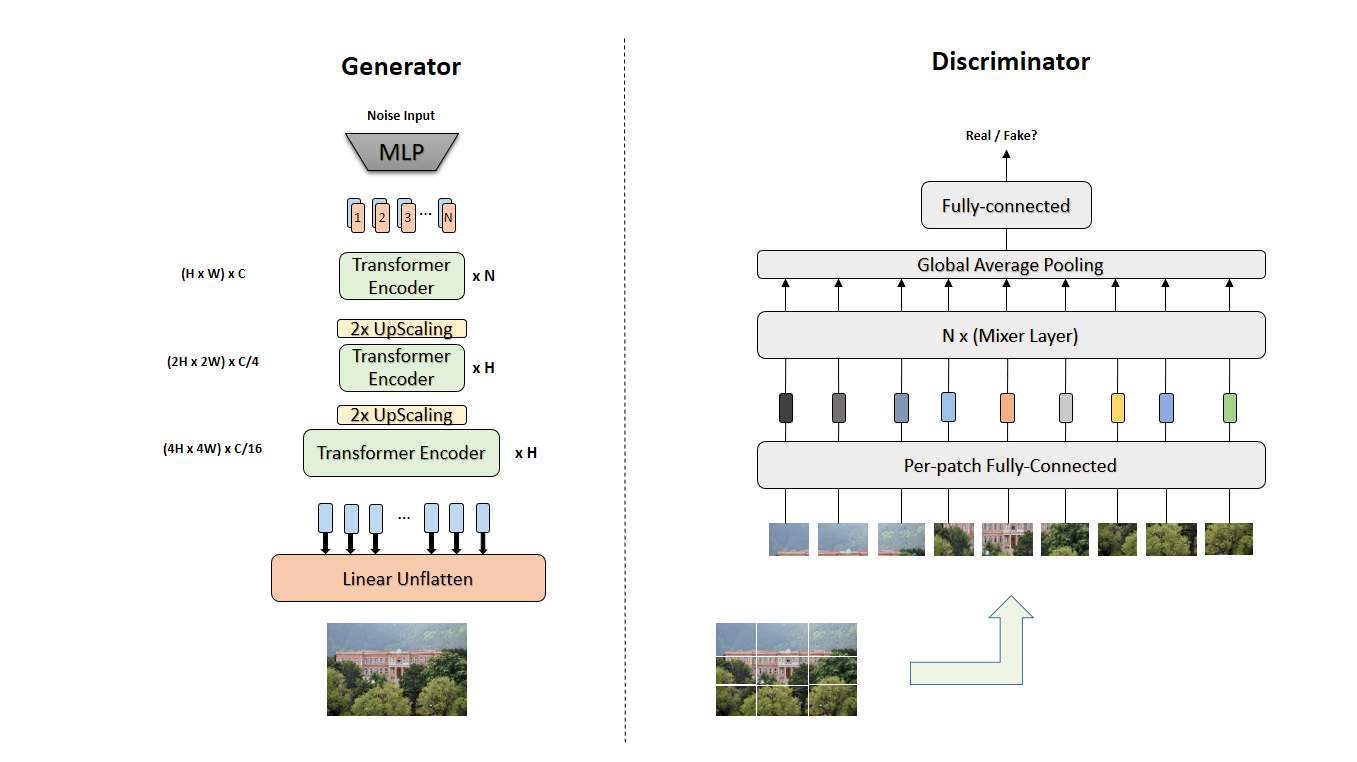 Generator
Noise Input
MLP
1 2 3 ... N
(H x W) x C
Transformer
Encoder
x N
2x UpScaling
(2H x 2W) x C/4
Transformer
Encoder
x H
2x UpScaling
(4H x 4W) x C/16
Transformer Encoder
x H
...
Linear Unflatten
Discriminator
Real / Fake?
Fully-connected
Global Average Pooling
N x (Mixer Layer)
Per-patch Fully-Connected